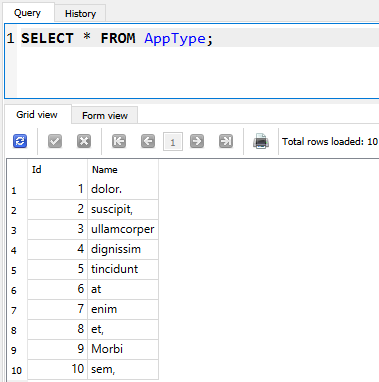 Query History
1 SELECT * FROM AppType;
Grid view Form view
1 Total rows loaded: 10
Id Name
1 1 dolor.
2 2 suscipit,
3 3 ullamcorper
4 4 dignissim
5 5 tincidunt
6 6 at
7 7 enim
8 8 et,
9 9 Morbi
10 10 sem,